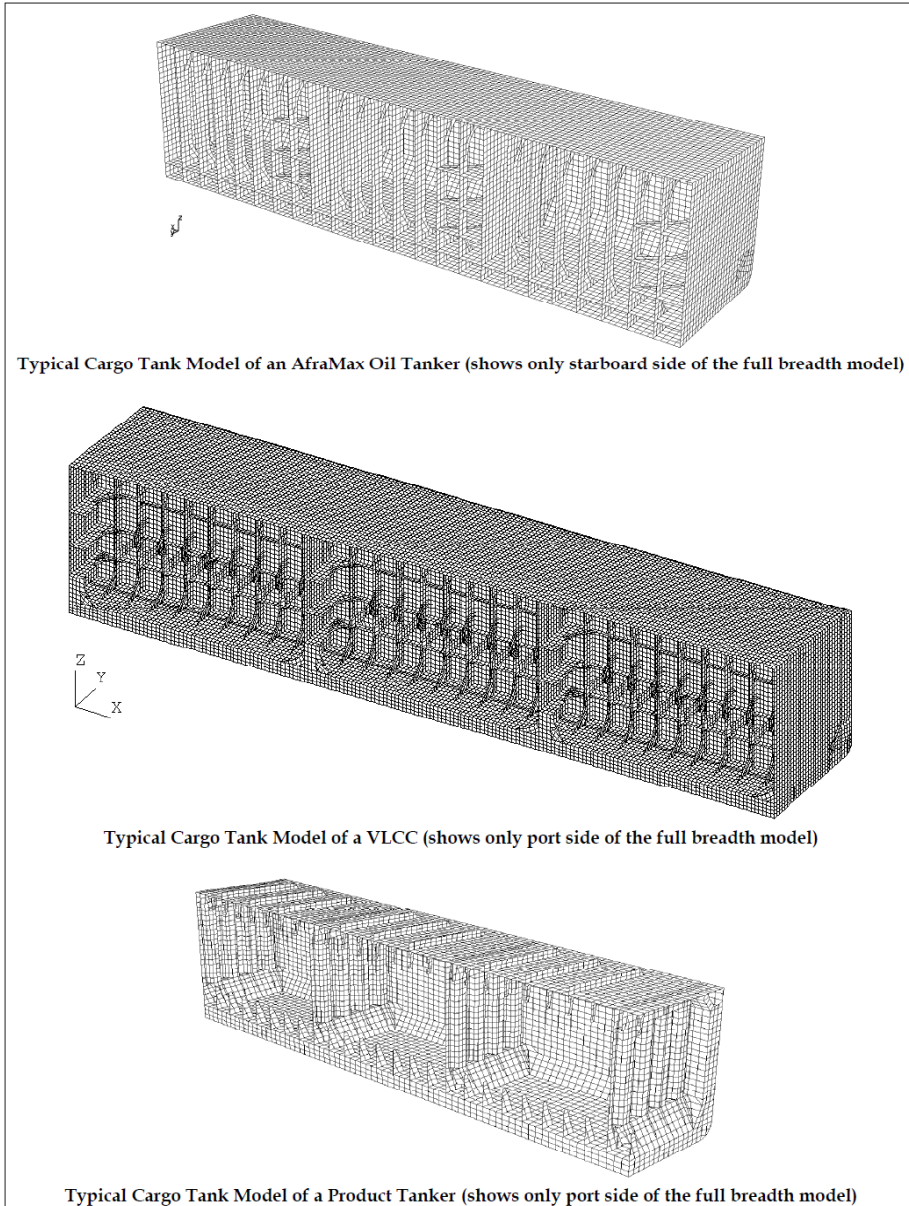 Typical Cargo Tank Model of an AfraMax Oil Tanker (shows only starboard side of the full breadth model)
Z
Y
X
Typical Cargo Tank Model of a VLCC (shows only port side of the full breadth model)
Typical Cargo Tank Model of a Product Tanker (shows only port side of the full breadth model)